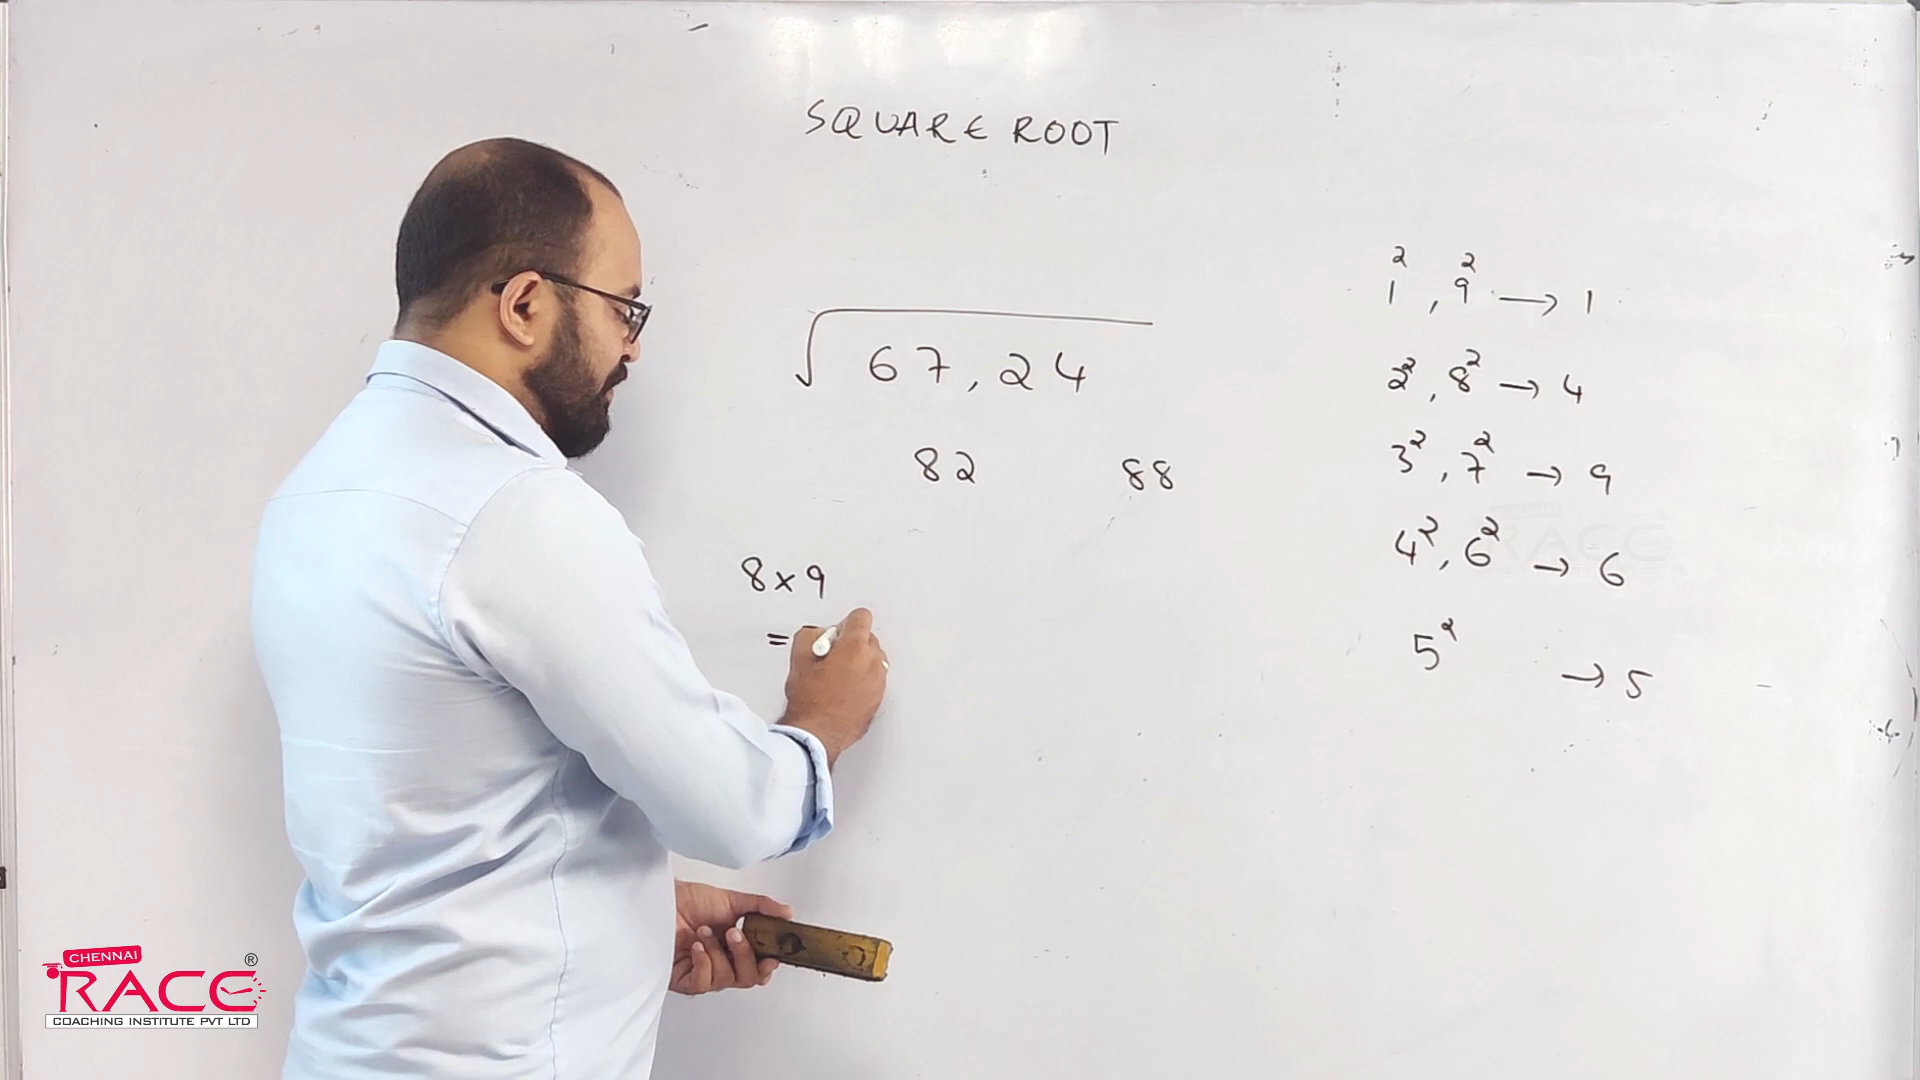 SQUARE ROOT
1², 9² → 1
√67,24
2², 8² → 4
82 88
3², 7² → 9
4², 6² → 6
8 x 9
=
5² → 5
CHENNAI
RACE®
COACHING INSTITUTE PVT LTD
RACE